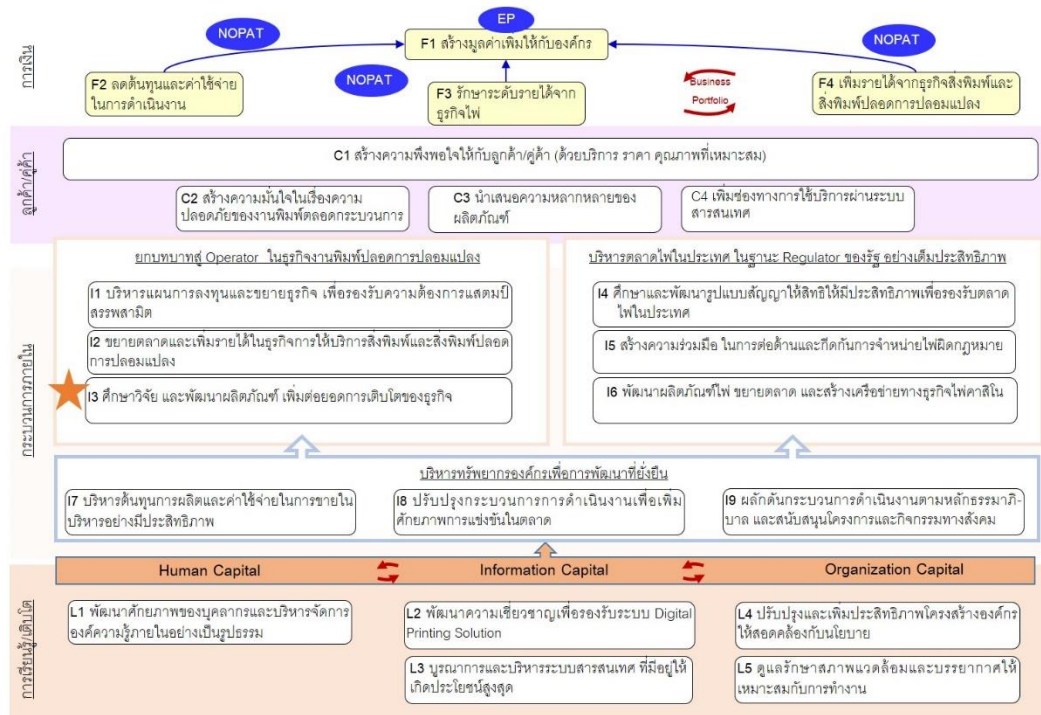 EP
NOPAT
NOPAT
F1 สร้างมูลค่าเพิ่มให้กับองค์กร
NOPAT
การเงิน
F2 ลดต้นทุนและค่าใช้จ่าย
ในการดำเนินงาน
F3 รักษาระดับรายได้จาก
ธุรกิจไพ่
Business
Portfolio
F4 เพิ่มรายได้จากธุรกิจสิ่งพิมพ์และ
สิ่งพิมพ์ปลอดการปลอมแปลง
ลูกค้า/คู่ค้า
C1 สร้างความพึงพอใจให้กับลูกค้า/คู่ค้า (ด้วยบริการ ราคา คุณภาพที่เหมาะสม)
C2 สร้างความมั่นใจในเรื่องความ
ปลอดภัยของงานพิมพ์ตลอดกระบวนการ
C3 นำเสนอความหลากหลายของ
ผลิตภัณฑ์
C4 เพิ่มช่องทางการใช้บริการผ่านระบบ
สารสนเทศ
กระบวนการภายใน
ยกบทบาทสู่ Operator ในธุรกิจงานพิมพ์ปลอดการปลอมแปลง
I1 บริหารแผนการลงทุนและขยายธุรกิจ เพื่อรองรับความต้องการแสตมป์
สรรพสามิต
I2 ขยายตลาดและเพิ่มรายได้ในธุรกิจการให้บริการสิ่งพิมพ์และสิ่งพิมพ์ปลอด
การปลอมแปลง
I3 ศึกษาวิจัย และพัฒนาผลิตภัณฑ์ เพิ่มต่อยอดการเติบโตของธุรกิจ
บริหารตลาดไพ่ในประเทศ ในฐานะ Regulator ของรัฐ อย่างเต็มประสิทธิภาพ
I4 ศึกษาและพัฒนารูปแบบสัญญาให้สิทธิให้มีประสิทธิภาพเพื่อรองรับตลาด
ไพ่ในประเทศ
I5 สร้างความร่วมมือ ในการต่อต้านและกีดกันการจำหน่ายไพ่ผิดกฎหมาย
I6 พัฒนาผลิตภัณฑ์ไพ่ ขยายตลาด และสร้างเครือข่ายทางธุรกิจไพ่คาสิโน
บริหารทรัพยากรองค์กรเพื่อการพัฒนาที่ยั่งยืน
I7 บริหารต้นทุนการผลิตและค่าใช้จ่ายในการขายใน
บริหารอย่างมีประสิทธิภาพ
I8 ปรับปรุงกระบวนการการดำเนินงานเพื่อเพิ่ม
ศักยภาพการแข่งขันในตลาด
I9 ผลักดันกระบวนการดำเนินงานตามหลักธรรมาภิ-
บาล และสนับสนุนโครงการและกิจกรรมทางสังคม
การเรียนรู้/เติบโต
Human Capital
Information Capital
Organization Capital
L1 พัฒนาศักยภาพของบุคลากรและบริหารจัดการ
องค์ความรู้ภายในอย่างเป็นรูปธรรม
L2 พัฒนาความเชี่ยวชาญเพื่อรองรับระบบ Digital
Printing Solution
L3 บูรณาการและบริหารระบบสารสนเทศ ที่มีอยู่ให้
เกิดประโยชน์สูงสุด
L4 ปรับปรุงและเพิ่มประสิทธิภาพโครงสร้างองค์กร
ให้สอดคล้องกับนโยบาย
L5 ดูแลรักษาสภาพแวดล้อมและบรรยากาศให้
เหมาะสมกับการทำงาน